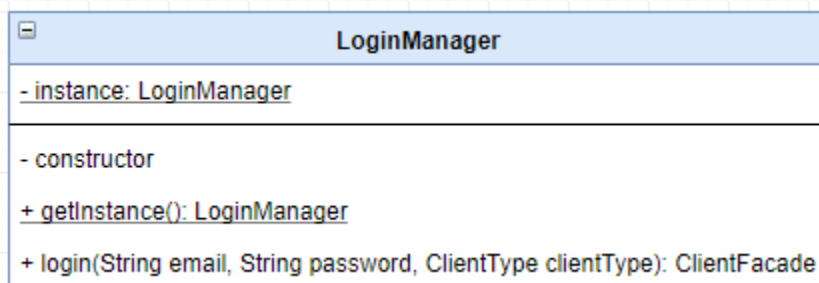 LoginManager
- instance: LoginManager
- constructor
+ getInstance(): LoginManager
+ login(String email, String password, ClientType clientType): ClientFacade